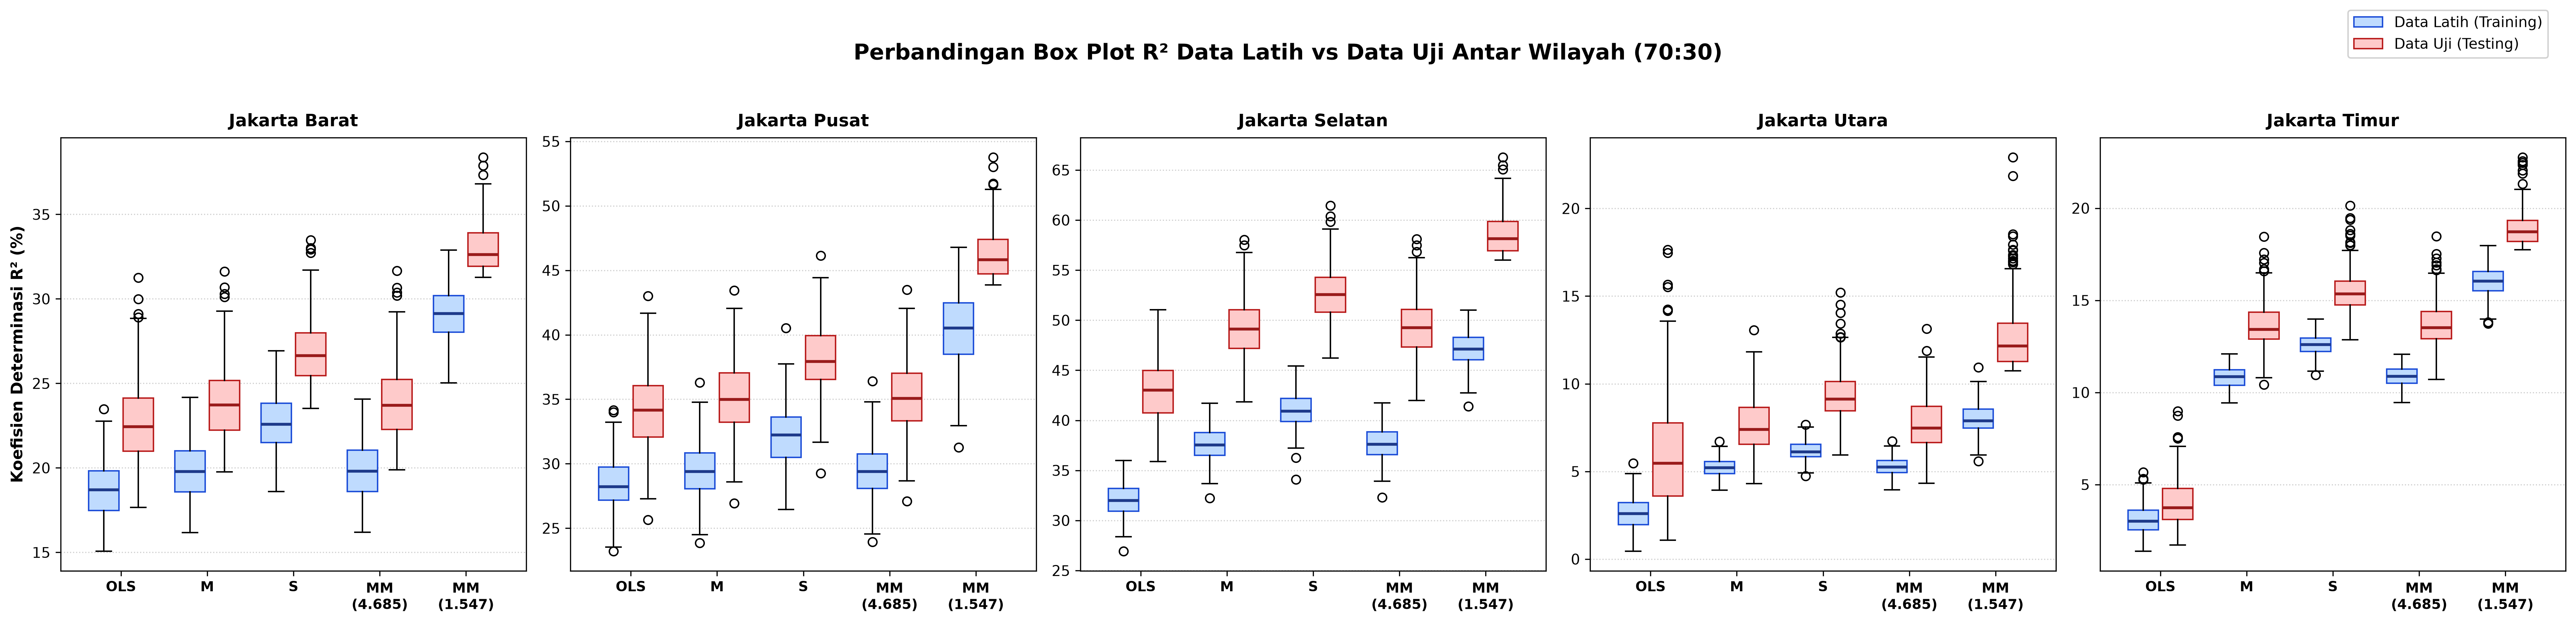 Data Latih (Training)
Data Uji (Testing)
Perbandingan Box Plot R² Data Latih vs Data Uji Antar Wilayah (70:30)
Jakarta Barat
Koefisien Determinasi R² (%)
35
30
25
20
15
OLS
M
S
MM
(4.685)
MM
(1.547)
Jakarta Pusat
55
50
45
40
35
30
25
OLS
M
S
MM
(4.685)
MM
(1.547)
Jakarta Selatan
65
60
55
50
45
40
35
30
25
OLS
M
S
MM
(4.685)
MM
(1.547)
Jakarta Utara
20
15
10
5
0
OLS
M
S
MM
(4.685)
MM
(1.547)
Jakarta Timur
20
15
10
5
OLS
M
S
MM
(4.685)
MM
(1.547)